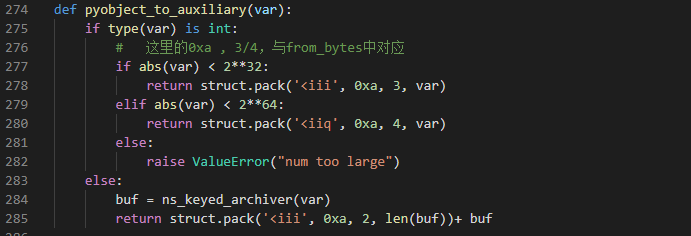 274 def pyobject_to_auxiliary(var):
275 if type(var) is int:
276 # 这里的0xa , 3/4，与from_bytes中对应
277 if abs(var) < 2**32:
278 return struct.pack('<iii', 0xa, 3, var)
279 elif abs(var) < 2**64:
280 return struct.pack('<iiq', 0xa, 4, var)
281 else:
282 raise ValueError("num too large")
283 else:
284 buf = ns_keyed_archiver(var)
285 return struct.pack('<iii', 0xa, 2, len(buf))+ buf